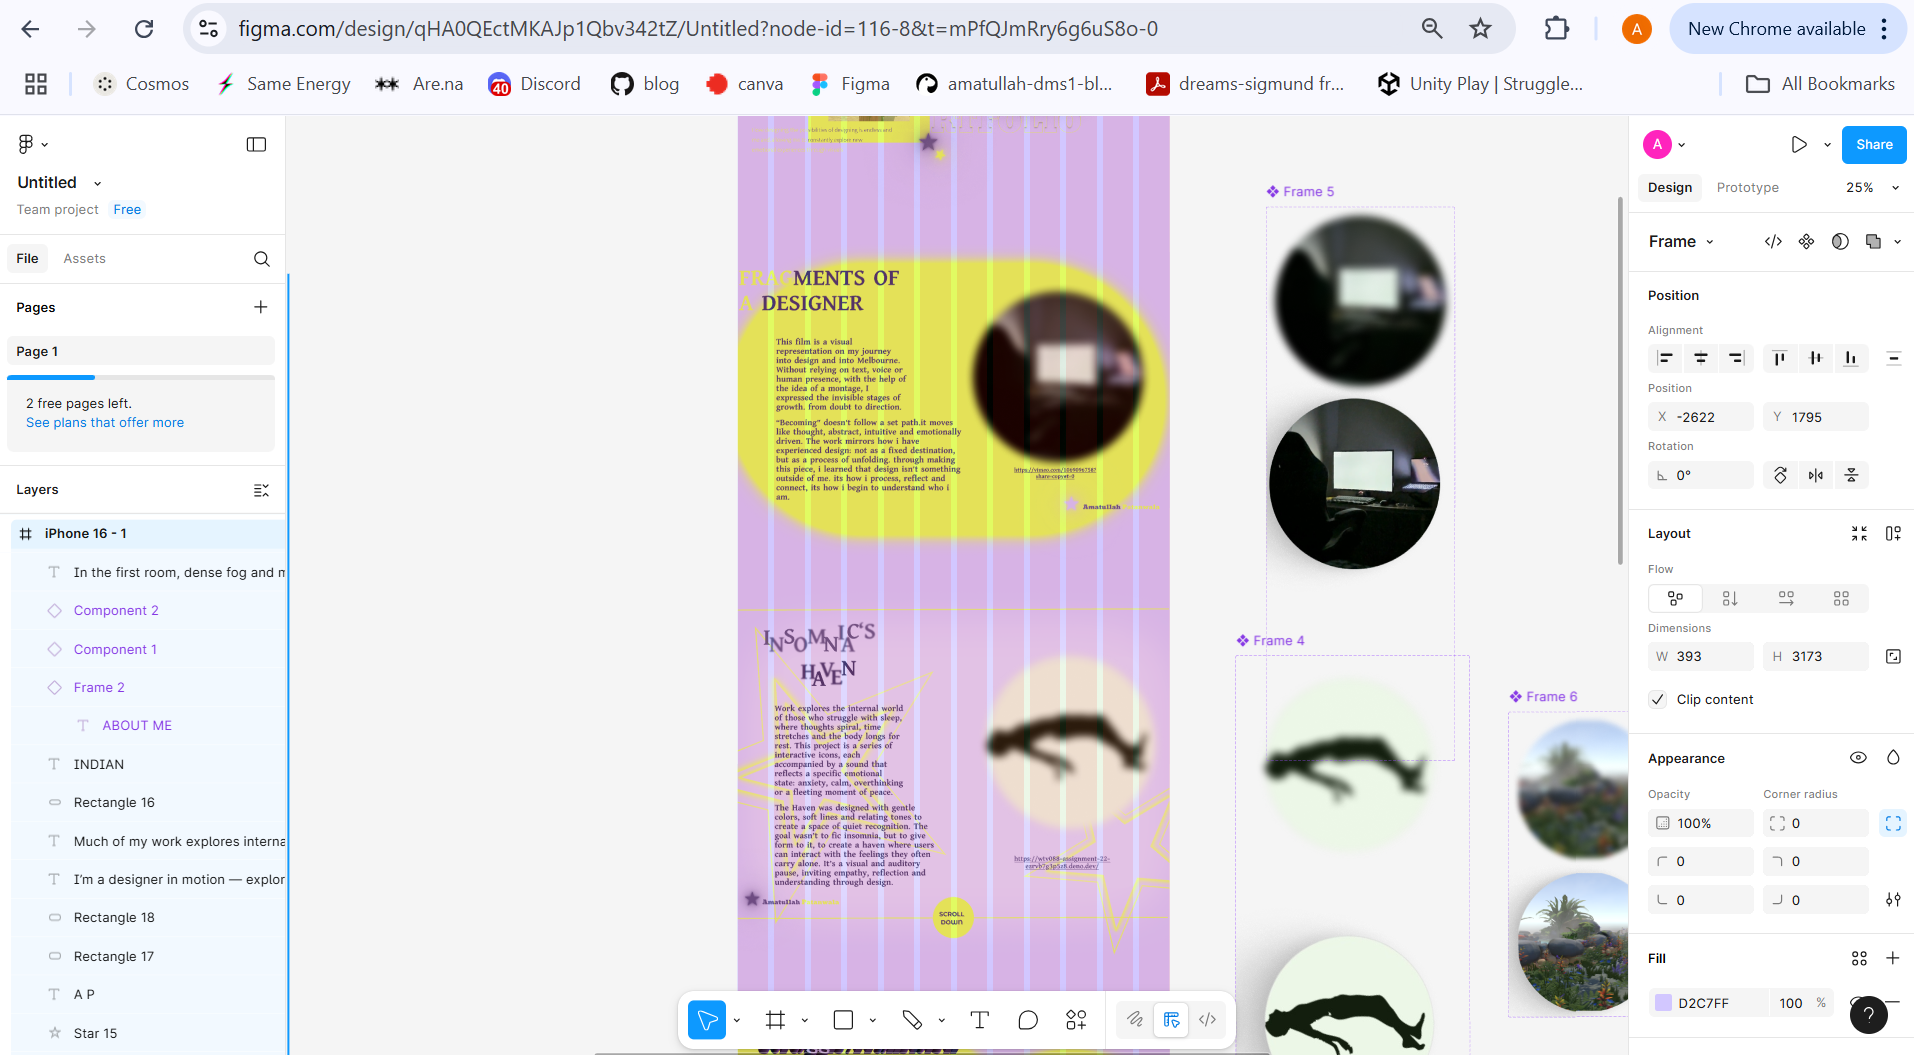 figma.com/design/qHA0QEctMKAJp1Qbv342tZ/Untitled?node-id=116-8&t=mPfQJmRry6g6uS8o-0
A
New Chrome available
Cosmos
Same Energy
Are.na
40
Discord
blog
canva
Figma
amatullah-dms1-bl...
dreams-sigmund fr...
Unity Play | Struggle...
All Bookmarks
Untitled
Team project
Free
File
Assets
Pages
Page 1
2 free pages left.
See plans that offer more
Layers
iPhone 16 - 1
In the first room, dense fog and m
Component 2
Component 1
Frame 2
ABOUT ME
INDIAN
Rectangle 16
Much of my work explores interna
I'm a designer in motion — explor
Rectangle 18
Rectangle 17
A P
Star 15
FRAGMENTS OF
A DESIGNER
This film is a visual
representation on my journey
into design and into Melbourne.
Without relying on text, voice or
human presence, with the help of
the idea of a montage, I
expressed the invisible stages of
growth. from doubt to direction.
"Becoming" doesn't follow a set path.it moves
like thought, abstract, intuitive and emotionally
driven. The work mirrors how i have
experienced design: not as a fixed destination,
but as a process of unfolding. through making
this piece, i learned that design isn't something
outside of me. its how i process, reflect and
connect, its how i begin to understand who i
am.
Amatullah
INSOMNIAC'S
HAVEN
Work explores the internal world
of those who struggle with sleep,
where thoughts spiral, time
stretches and the body longs for
rest. This project is a series of
interactive icons, each
accompanied by a sound that
reflects a specific emotional
state: anxiety, calm, overthinking
or a fleeting moment of peace.
The Haven was designed with gentle
colors, soft lines and relating tones to
create a space of quiet recognition. The
goal wasn't to fic insomnia, but to give
form to it, to create a haven where users
can interact with the feelings they often
carry alone. It's a visual and auditory
pause, inviting empathy, reflection and
understanding through design.
Amatullah
SCROLL
DOWN
Frame 5
Frame 4
Frame 6
A
Share
Design
Prototype
25%
Frame
Position
Alignment
Position
X -2622
Y 1795
Rotation
0°
Layout
Flow
Dimensions
W 393
H 3173
Clip content
Appearance
Opacity
Corner radius
100%
0
0
0
0
0
Fill
D2C7FF
100 %
?